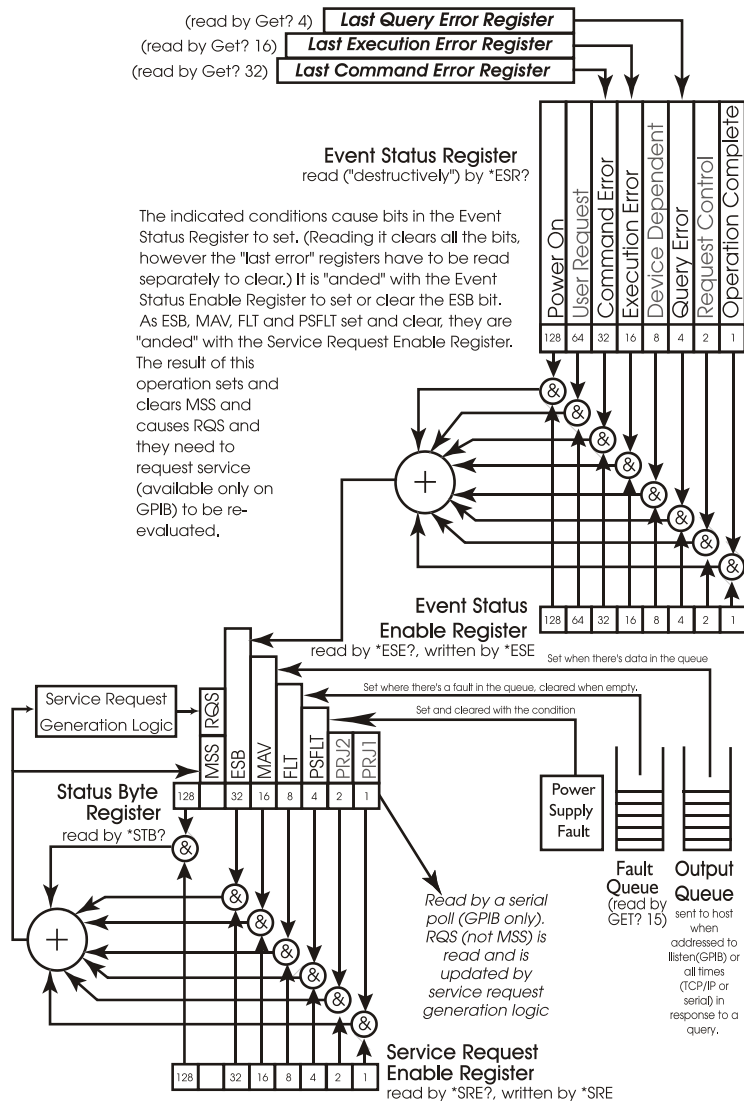 (read by Get? 4) Last Query Error Register
(read by Get? 16) Last Execution Error Register
(read by Get? 32) Last Command Error Register
Event Status Register
read ("destructively") by *ESR?
The indicated conditions cause bits in the Event
Status Register to set. (Reading it clears all the bits,
however the "last error" registers have to be read
separately to clear.) It is "anded" with the Event
Status Enable Register to set or clear the ESB bit.
As ESB, MAV, FLT and PSFLT set and clear, they are
"anded" with the Service Request Enable Register.
The result of this
operation sets and
clears MSS and
causes RQS and
they need to
request service
(available only on
GPIB) to be re-
evaluated.
Power On
User Request
Command Error
Execution Error
Device Dependent
Query Error
Request Control
Operation Complete
128 64 32 16 8 4 2 1
&
&
&
&
&
&
&
&
+
Event Status
Enable Register
read by *ESE?, written by *ESE
128 64 32 16 8 4 2 1
Set when there's data in the queue
Set where there's a fault in the queue, cleared when empty.
Set and cleared with the condition
Service Request
Generation Logic
RQS
MSS
ESB
MAV
FLT
PSFLT
PRJ2
PRJ1
Status Byte
Register
read by *STB?
128 32 16 8 4 2 1
&
&
&
&
&
&
&
+
Power
Supply
Fault
Fault
Queue
(read by
GET? 15)
Output
Queue
sent to host
when
addressed to
llisten(GPIB) or
all times
(TCP/IP or
serial) in
response to a
query.
Read by a serial
poll (GPIB only).
RQS (not MSS) is
read and is
updated by
service request
generation logic
Service Request
Enable Register
read by *SRE?, written by *SRE
128 32 16 8 4 2 1